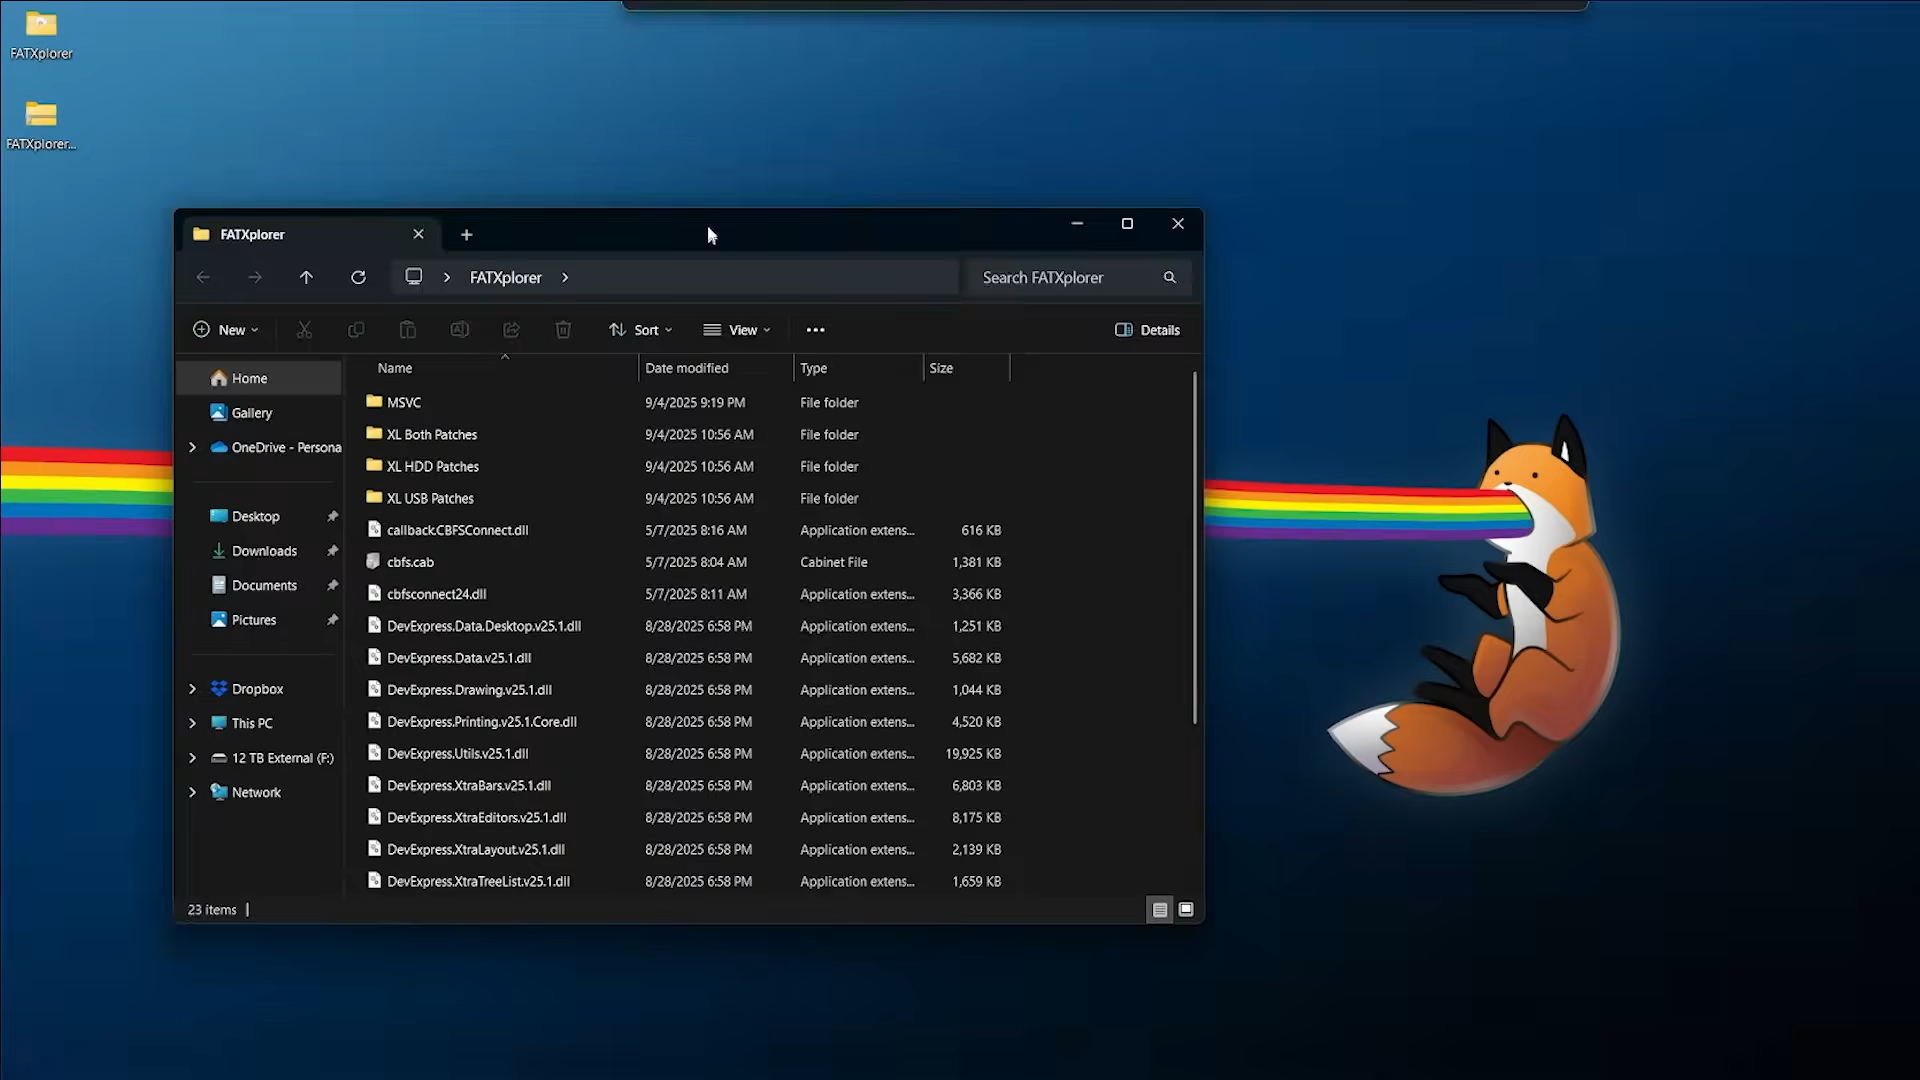 FATXplorer
FATXplorer...
FATXplorer
FATXplorer
Search FATXplorer
New
Sort
View
Details
Name Date modified Type Size
Home
Gallery
OneDrive - Persona
Desktop
Downloads
Documents
Pictures
Dropbox
This PC
12 TB External (F:)
Network
MSVC 9/4/2025 9:19 PM File folder
XL Both Patches 9/4/2025 10:56 AM File folder
XL HDD Patches 9/4/2025 10:56 AM File folder
XL USB Patches 9/4/2025 10:56 AM File folder
callback.CBFSConnect.dll 5/7/2025 8:16 AM Application extens... 616 KB
cbfs.cab 5/7/2025 8:04 AM Cabinet File 1,381 KB
cbfsconnect24.dll 5/7/2025 8:11 AM Application extens... 3,366 KB
DevExpress.Data.Desktop.v25.1.dll 8/28/2025 6:58 PM Application extens... 1,251 KB
DevExpress.Data.v25.1.dll 8/28/2025 6:58 PM Application extens... 5,682 KB
DevExpress.Drawing.v25.1.dll 8/28/2025 6:58 PM Application extens... 1,044 KB
DevExpress.Printing.v25.1.Core.dll 8/28/2025 6:58 PM Application extens... 4,520 KB
DevExpress.Utils.v25.1.dll 8/28/2025 6:58 PM Application extens... 19,925 KB
DevExpress.XtraBars.v25.1.dll 8/28/2025 6:58 PM Application extens... 6,803 KB
DevExpress.XtraEditors.v25.1.dll 8/28/2025 6:58 PM Application extens... 8,175 KB
DevExpress.XtraLayout.v25.1.dll 8/28/2025 6:58 PM Application extens... 2,139 KB
DevExpress.XtraTreeList.v25.1.dll 8/28/2025 6:58 PM Application extens... 1,659 KB
23 items